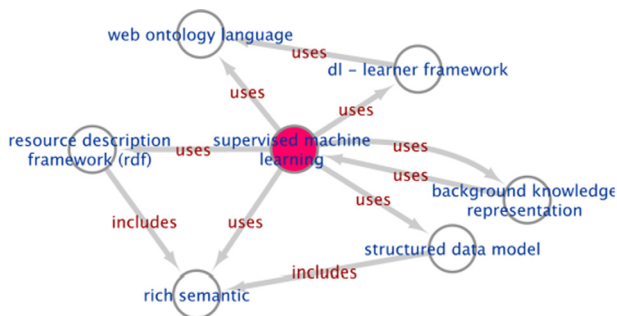 web ontology language
uses
dl - learner framework
uses
uses
resource description
framework (rdf)
uses
supervised machine
learning
uses
uses
background knowledge
representation
uses
includes
uses
structured data model
includes
rich semantic